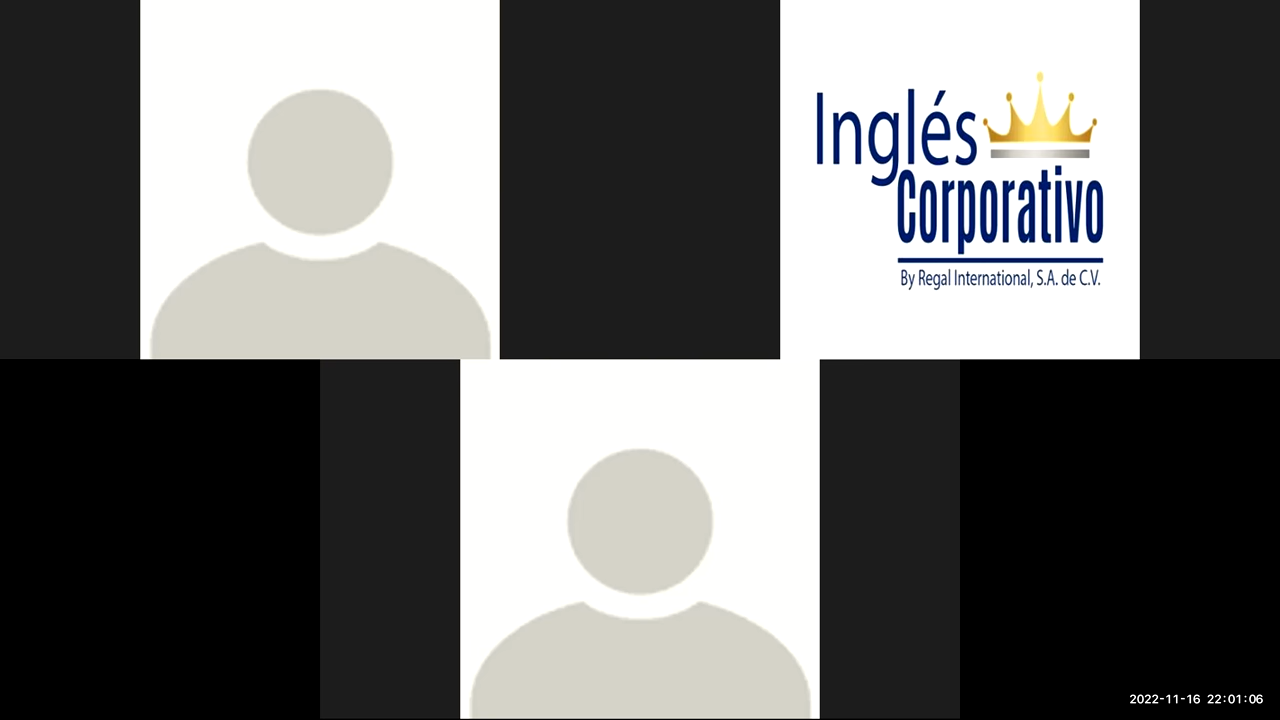 Inglés
Corporativo
By Regal International, S.A. de C.V.
2022-11-16 22:01:06